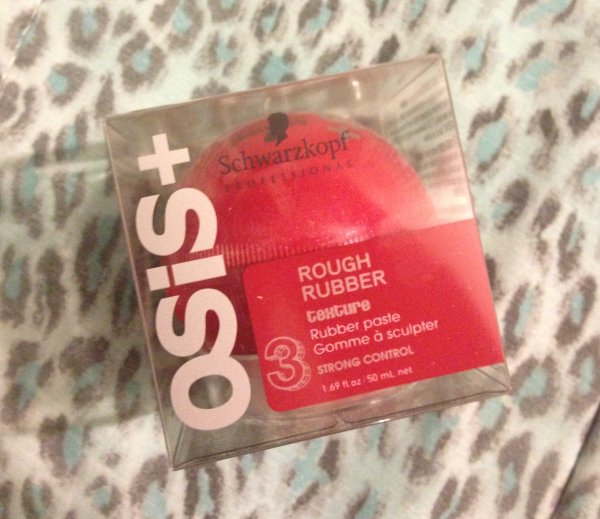 Schwarzkopf
PROFESSIONAL
osis+
ROUGH
RUBBER
texture
Rubber paste
Gomme à sculpter
3
STRONG CONTROL
1.69 fl.oz / 50 mL net